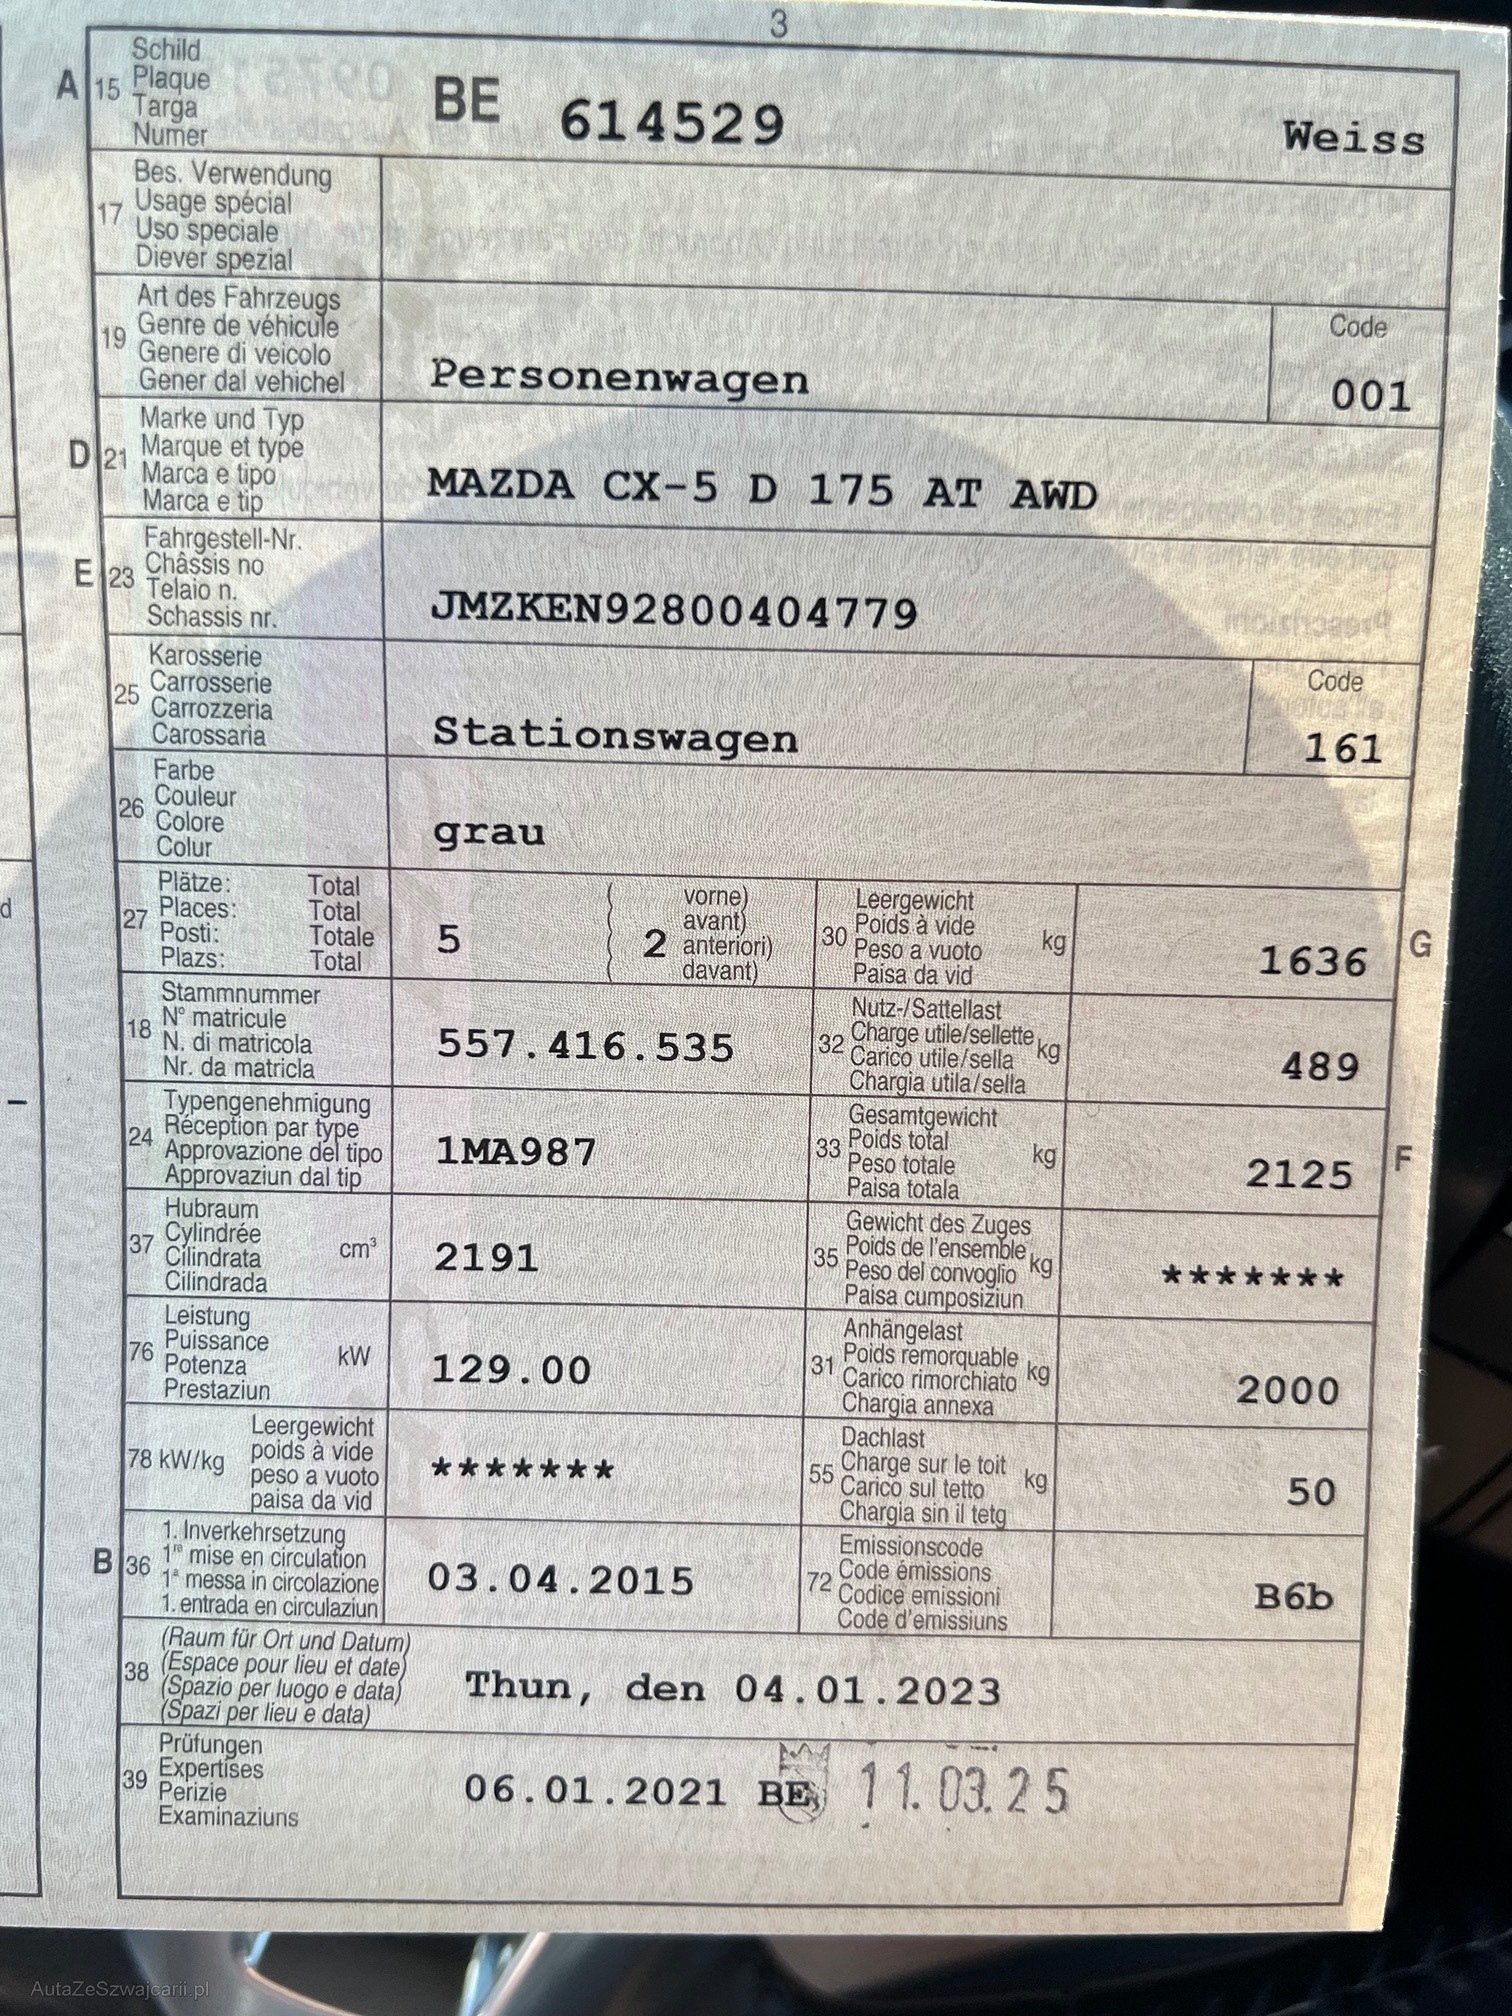 3
A 15 Schild
Plaque
Targa
Numer
BE 614529 Weiss
17 Bes. Verwendung
Usage spécial
Uso speciale
Diever spezial
19 Art des Fahrzeugs
Genre de véhicule
Genere di veicolo
Gener dal vehichel
Personenwagen
Code
001
D 21 Marke und Typ
Marque et type
Marca e tipo
Marca e tip
MAZDA CX-5 D 175 AT AWD
E 23 Fahrgestell-Nr.
Châssis no
Telaio n.
Schassis nr.
JMZKEN92800404779
25 Karosserie
Carrosserie
Carrozzeria
Carossaria
Stationswagen
Code
161
26 Farbe
Couleur
Colore
Colur
grau
27 Plätze: Total
Places: Total
Posti: Totale
Plazs: Total
5
( vorne)
( avant)
( 2 anteriori)
( davant)
30 Leergewicht
Poids à vide
Peso a vuoto
Paisa da vid
kg
1636 G
18 Stammnummer
N° matricule
N. di matricola
Nr. da matricla
557.416.535
32 Nutz-/Sattellast
Charge utile/sellette
Carico utile/sella
Chargia utila/sella
kg
489
24 Typengenehmigung
Réception par type
Approvazione del tipo
Approvaziun dal tip
1MA987
33 Gesamtgewicht
Poids total
Peso totale
Paisa totala
kg
2125 F
37 Hubraum
Cylindrée
Cilindrata
Cilindrada
cm³
2191
35 Gewicht des Zuges
Poids de l'ensemble
Peso del convoglio
Paisa cumposiziun
kg
*******
76 Leistung
Puissance
Potenza
Prestaziun
kW
129.00
31 Anhängelast
Poids remorquable
Carico rimorchiato
Chargia annexa
kg
2000
78 kW/kg
Leergewicht
poids à vide
peso a vuoto
paisa da vid
*******
55 Dachlast
Charge sur le toit
Carico sul tetto
Chargia sin il tetg
kg
50
B 36 1. Inverkehrsetzung
1re mise en circulation
1a messa in circolazione
1. entrada en circulaziun
03.04.2015
72 Emissionscode
Code émissions
Codice emissioni
Code d'emissiuns
B6b
38 (Raum für Ort und Datum)
(Espace pour lieu et date)
(Spazio per luogo e data)
(Spazi per lieu e data)
Thun, den 04.01.2023
39 Prüfungen
Expertises
Perizie
Examinaziuns
06.01.2021 BE, 11.03.25
AutaZeSzwajcarii.pl